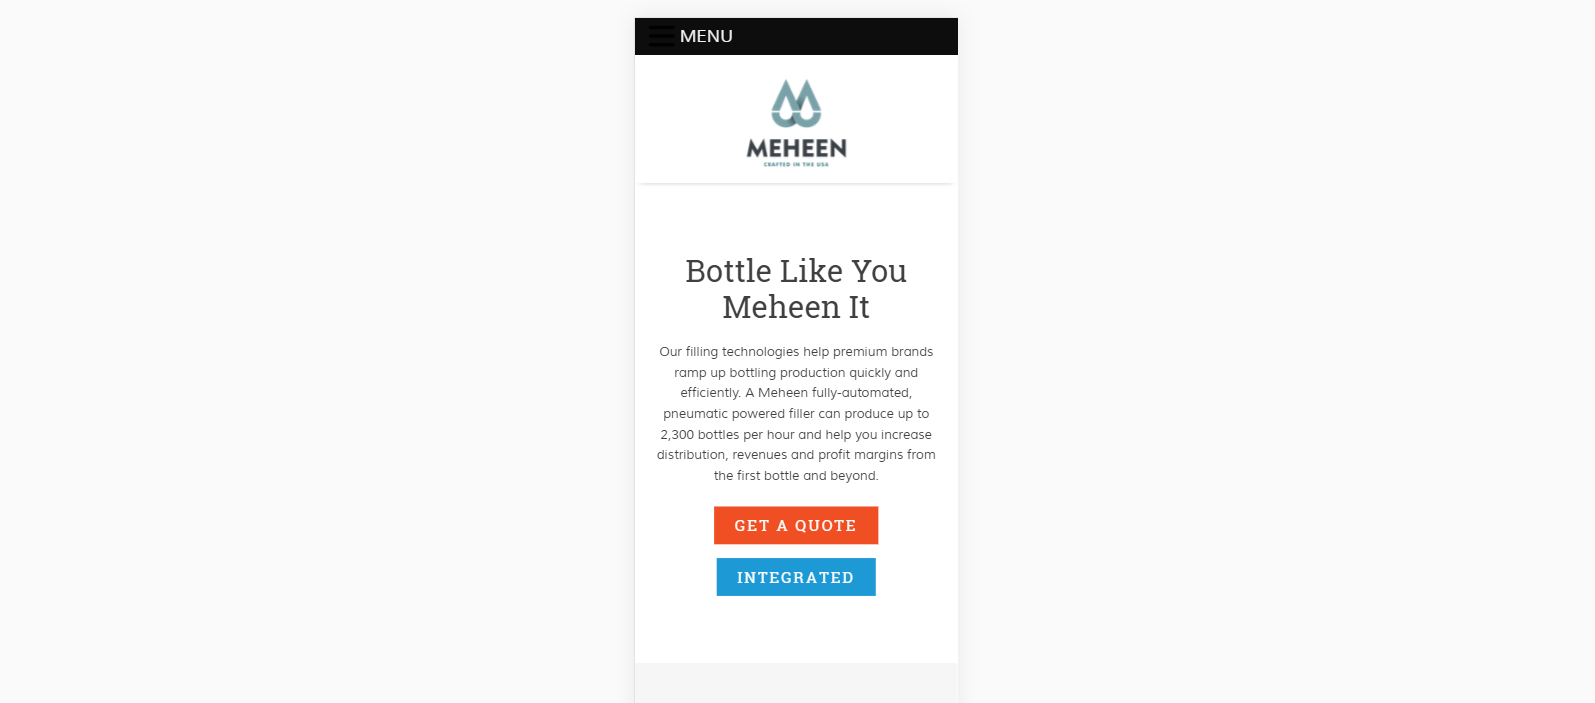 MENU
MEHEEN
CRAFTED IN THE USA
Bottle Like You
Meheen It
Our filling technologies help premium brands
ramp up bottling production quickly and
efficiently. A Meheen fully-automated,
pneumatic powered filler can produce up to
2,300 bottles per hour and help you increase
distribution, revenues and profit margins from
the first bottle and beyond.
GET A QUOTE
INTEGRATED